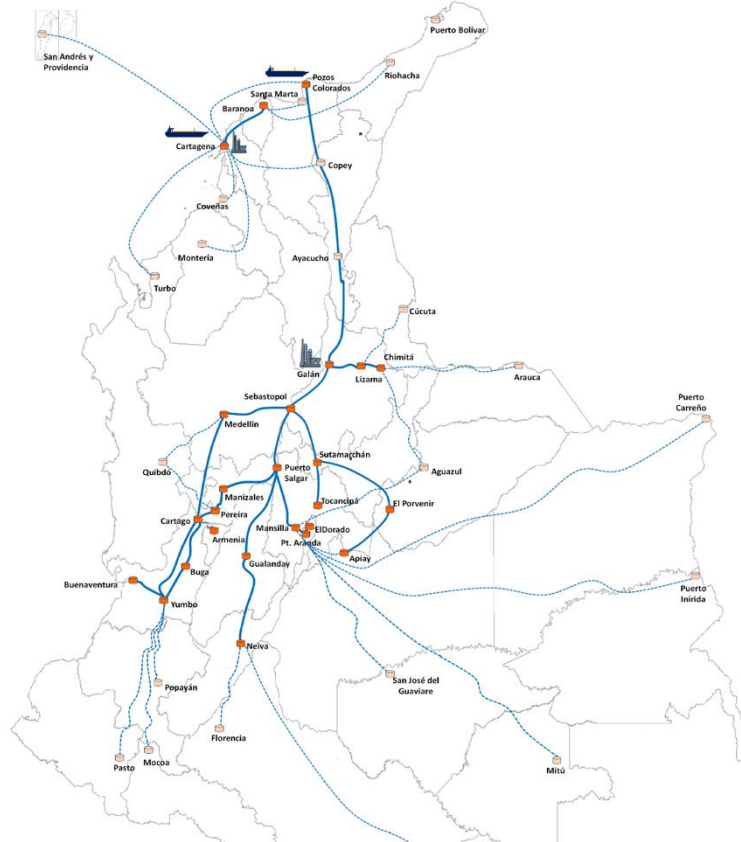 Puerto Bolívar
San Andrés y
Providencia
Pozos
Colorados
Riohacha
Santa Marta
Baranoa
Cartagena
Copey
Coveñas
Montería
Ayacucho
Turbo
Cúcuta
Chimitá
Galán
Lizama
Arauca
Sebastopol
Puerto
Carreño
Medellín
Sutamarchán
Quibdó
Puerto
Salgar
Aguazul
Manizales
Tocancipá
El Porvenir
Pereira
Cartago
Mansilla
ElDorado
Pt. Aranda
Armenia
Apiay
Gualanday
Buga
Buenaventura
Puerto
Inírida
Yumbo
Neiva
San José del
Guaviare
Popayán
Florencia
Mocoa
Pasto
Mitú